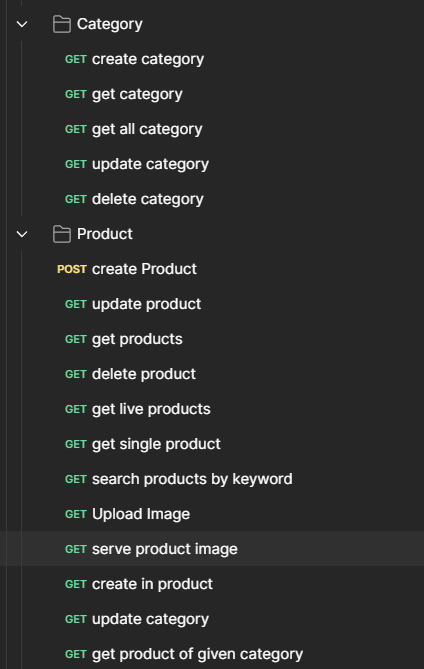 Category
GET create category
GET get category
GET get all category
GET update category
GET delete category
Product
POST create Product
GET update product
GET get products
GET delete product
GET get live products
GET get single product
GET search products by keyword
GET Upload Image
GET serve product image
GET create in product
GET update category
GET get product of given category